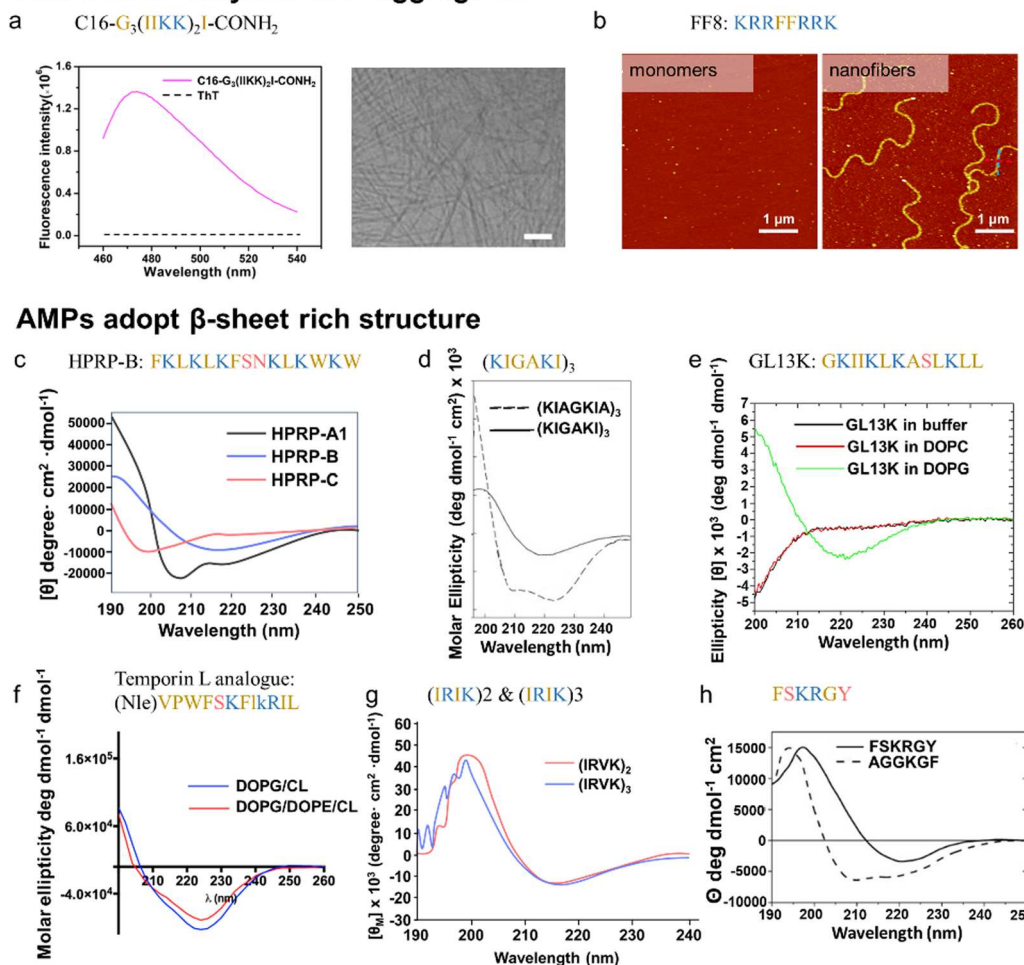 a
C16-G₃(IIKK)₂I-CONH₂
Fluorescence intensity(·10⁶)
1.6
1.2
0.8
0.4
0.0
C16-G₃(IIKK)₂I-CONH₂
ThT
460 480 500 520 540
Wavelength (nm)
b
FF8: KRRFFRRK
monomers
1 µm
nanofibers
1 µm
AMPs adopt β-sheet rich structure
c
HPRP-B: FKLKLKFSNKLKLKWKW
[θ] degree· cm² ·dmol⁻¹
50000
40000
30000
20000
10000
0
-10000
-20000
HPRP-A1
HPRP-B
HPRP-C
190 200 210 220 230 240 250
Wavelength (nm)
d
(KIGAKI)₃
Molar Ellipticity (deg dmol⁻¹ cm²) x 10³
(KIAGKIA)₃
(KIGAKI)₃
200 210 220 230 240
Wavelength (nm)
e
GL13K: GKIIKLKASLKLL
Ellipticity [θ] x 10³ (deg dmol⁻¹)
7
6
5
4
3
2
1
0
-1
-2
-3
-4
-5
GL13K in buffer
GL13K in DOPC
GL13K in DOPG
200 210 220 230 240 250 260
Wavelength (nm)
f
Temporin L analogue:
(Nle)VPWFSKFlkRIL
Molar ellipticity deg dmol⁻¹ dmol⁻¹
1.6×10⁵
6.0×10⁴
-4.0×10⁴
DOPG/CL
DOPG/DOPE/CL
210 220 230 240 250 260
λ (nm)
g
(IRIK)2 & (IRIK)3
[θM] x 10³ (degree· cm² ·dmol⁻¹)
60
50
40
30
20
10
0
-10
-20
-30
(IRVK)₂
(IRVK)₃
190 200 210 220 230 240
Wavelength (nm)
h
FSKRGY
Θ deg dmol⁻¹ cm²
15000
10000
5000
0
-5000
-10000
FSKRGY
AGGKGF
190 200 210 220 230 240
Wavelength (nm)